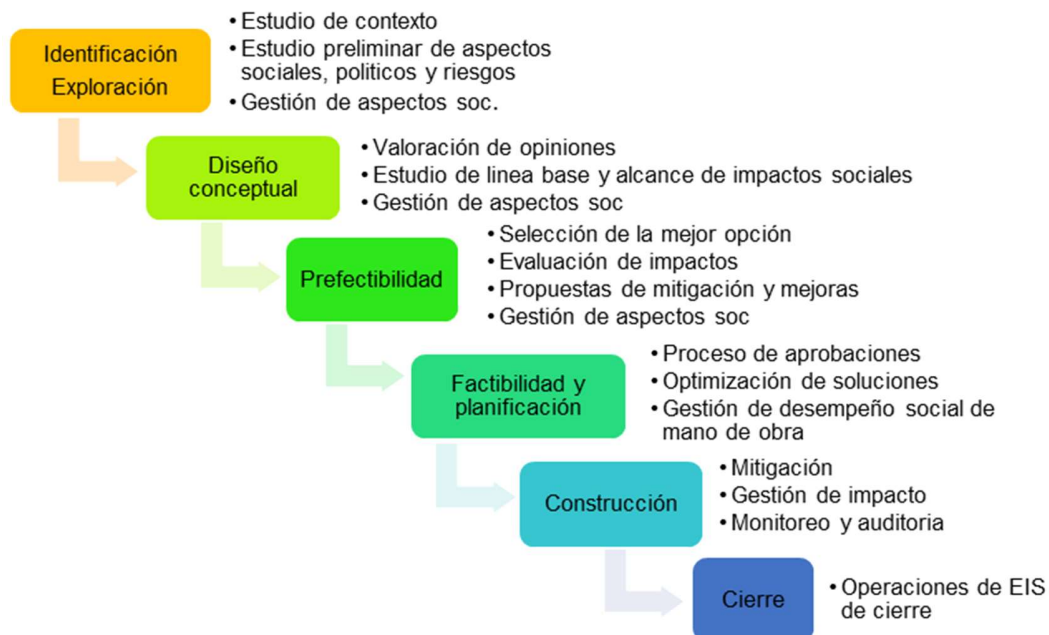 Identificación
Exploración
• Estudio de contexto
• Estudio preliminar de aspectos
sociales, politicos y riesgos
• Gestión de aspectos soc.
Diseño
conceptual
• Valoración de opiniones
• Estudio de linea base y alcance de impactos sociales
• Gestión de aspectos soc
Prefectibilidad
• Selección de la mejor opción
• Evaluación de impactos
• Propuestas de mitigación y mejoras
• Gestión de aspectos soc
Factibilidad y
planificación
• Proceso de aprobaciones
• Optimización de soluciones
• Gestión de desempeño social de
mano de obra
Construcción
• Mitigación
• Gestión de impacto
• Monitoreo y auditoria
Cierre
• Operaciones de EIS
de cierre